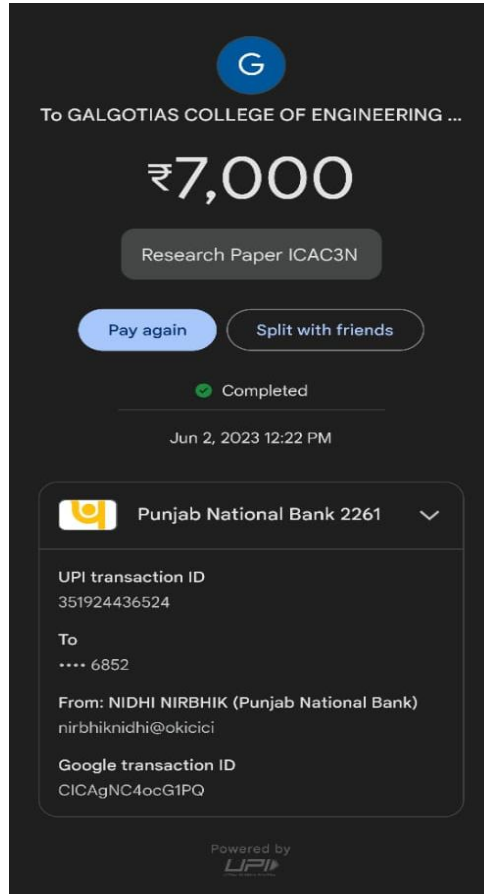 G
To GALGOTIAS COLLEGE OF ENGINEERING ...
₹7,000
Research Paper ICAC3N
Pay again
Split with friends
Completed
Jun 2, 2023 12:22 PM
Punjab National Bank 2261
UPI transaction ID
351924436524
To
•••• 6852
From: NIDHI NIRBHIK (Punjab National Bank)
nirbhiknidhi@okicici
Google transaction ID
CICAgNC4ocG1PQ
Powered by
UPI